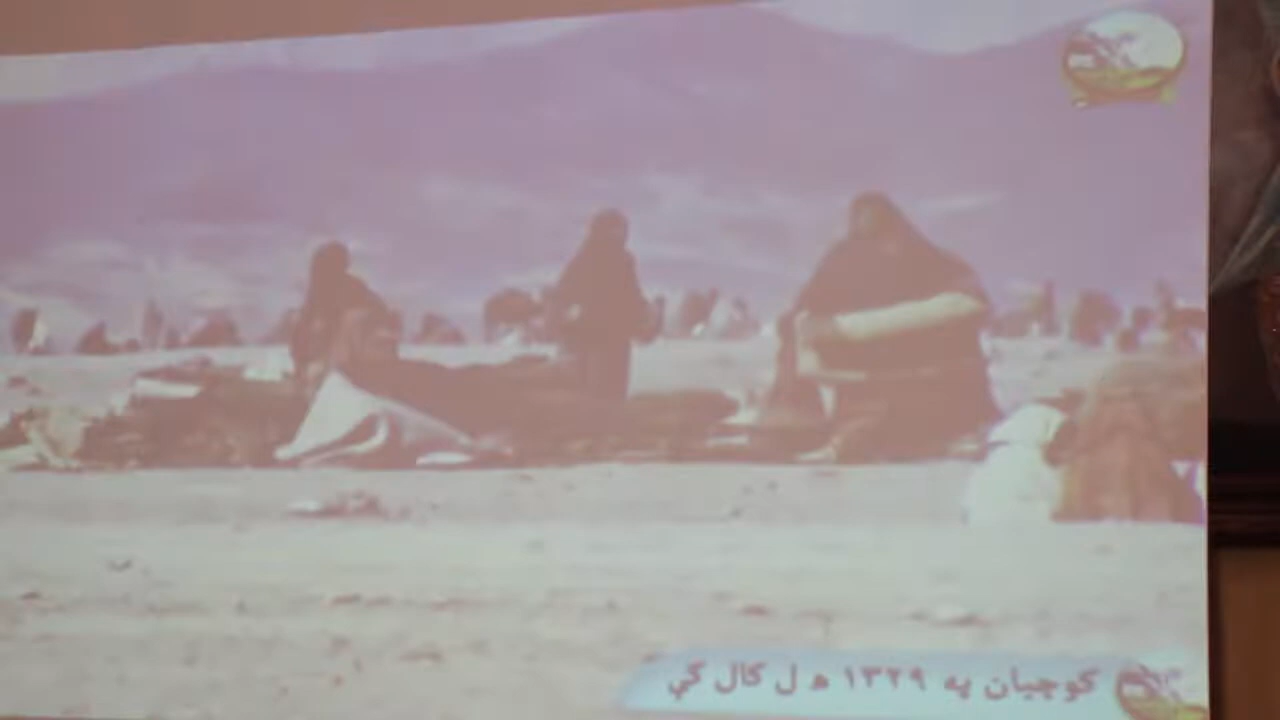 کوچیان په ۱۳۲۹ ه ل کال کي